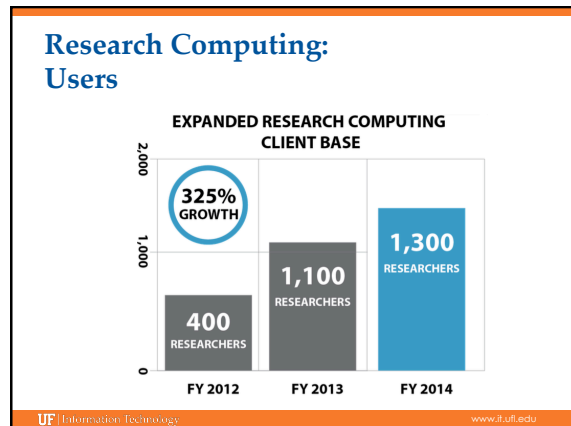 Research Computing:
Users
EXPANDED RESEARCH COMPUTING
CLIENT BASE
2,000
1,000
0
325%
GROWTH
400
RESEARCHERS
1,100
RESEARCHERS
1,300
RESEARCHERS
FY 2012
FY 2013
FY 2014
UF | Information Technology
www.it.ufl.edu